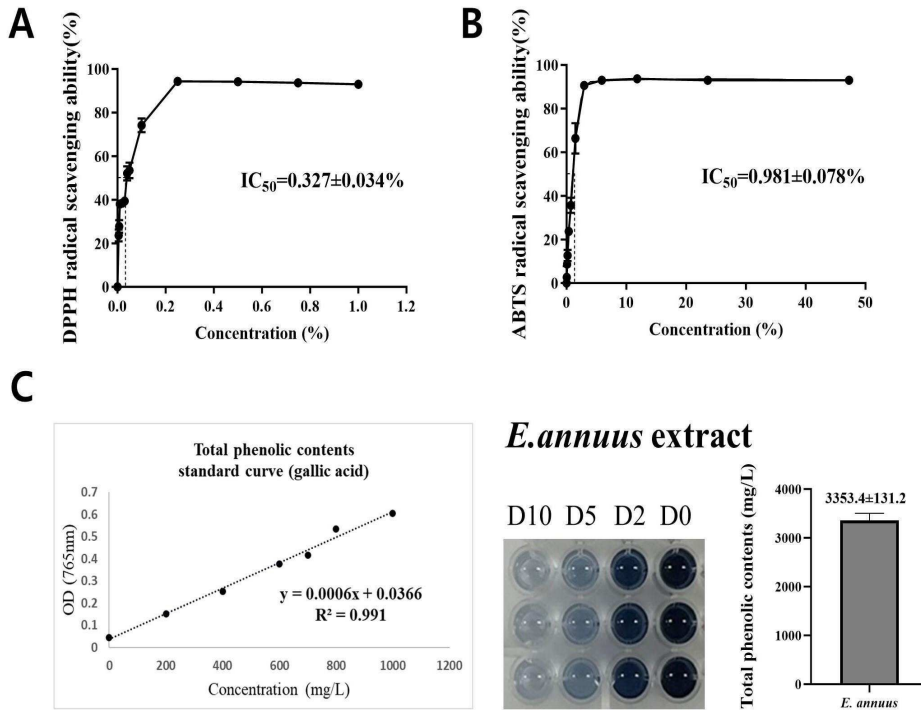 A
DPPH radical scavenging ability(%)
100
80
60
40
20
0
IC50=0.327±0.034%
0.0 0.2 0.4 0.6 0.8 1.0 1.2
Concentration (%)
B
ABTS radical scavenging ability(%)
100
80
60
40
20
0
IC50=0.981±0.078%
0 10 20 30 40 50
Concentration (%)
C
Total phenolic contents
standard curve (gallic acid)
OD (765nm)
0.7
0.6
0.5
0.4
0.3
0.2
0.1
0
y = 0.0006x + 0.0366
R² = 0.991
0 200 400 600 800 1000 1200
Concentration (mg/L)
E.annuus extract
D10 D5 D2 D0
Total phenolic contents (mg/L)
4000
3000
2000
1000
0
3353.4±131.2
E. annuus